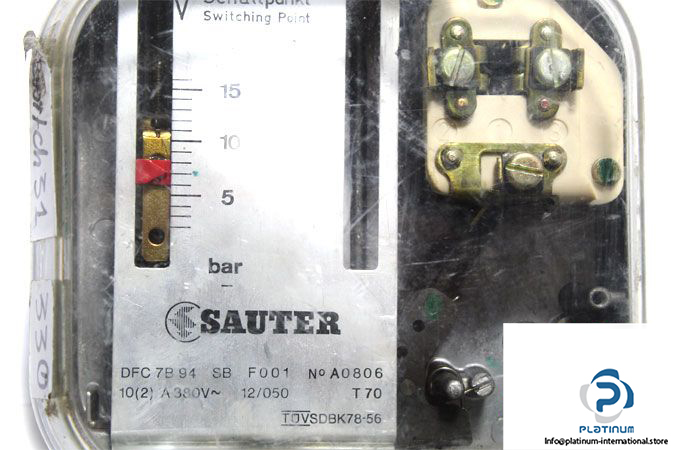 Schaltpunkt
Switching Point
15
10
5
bar
SAUTER
DFC 7B 94 SB F001 Nº A0806
10(2) A 380V~ 12/050 T70
TÜV SDBK78-56
330
PLATINUM
Info@platinum-international.store